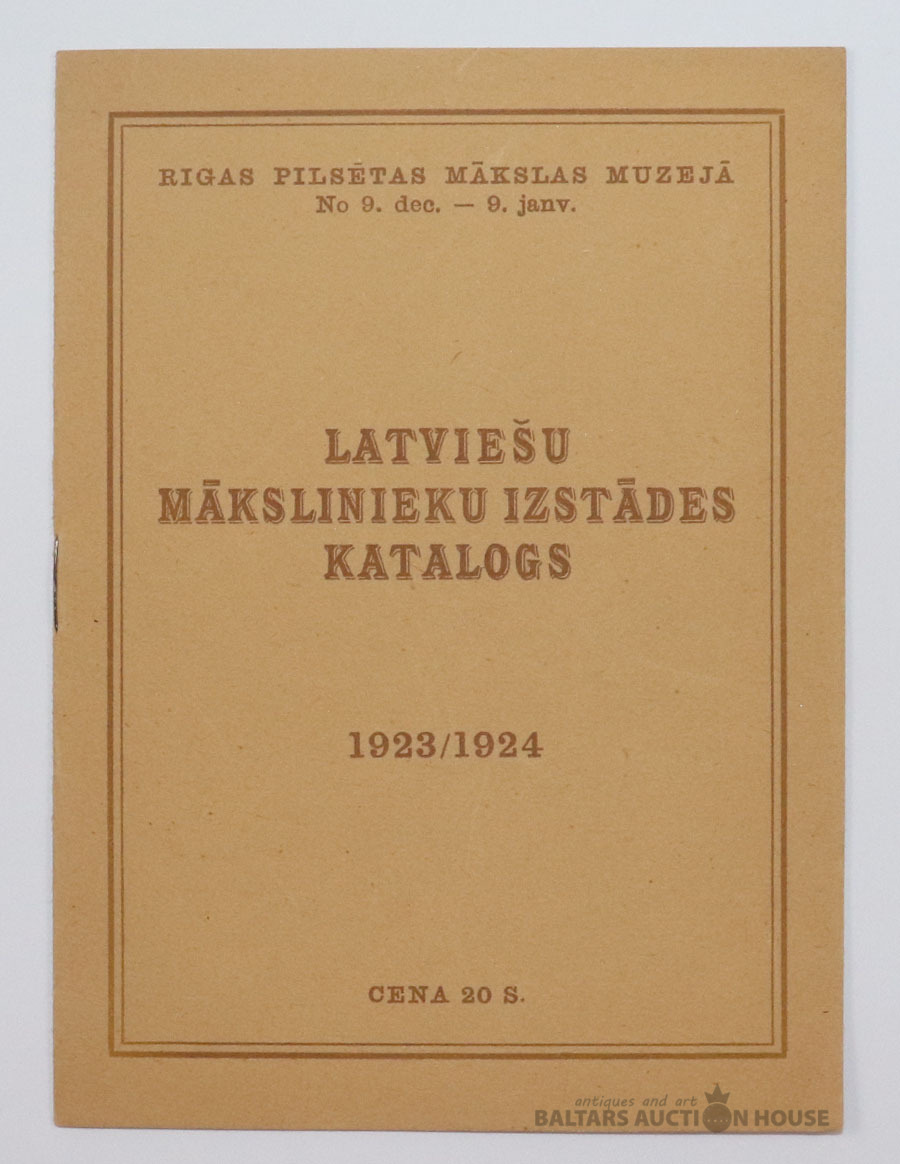 RIGAS PILSĒTAS MĀKSLAS MUZEJĀ
No 9. dec. — 9. janv.
LATVIEŠU
MĀKSLINIEKU IZSTĀDES
KATALOGS
1923/1924
CENA 20 S.
antiques and art
BALTARS AUCTION HOUSE